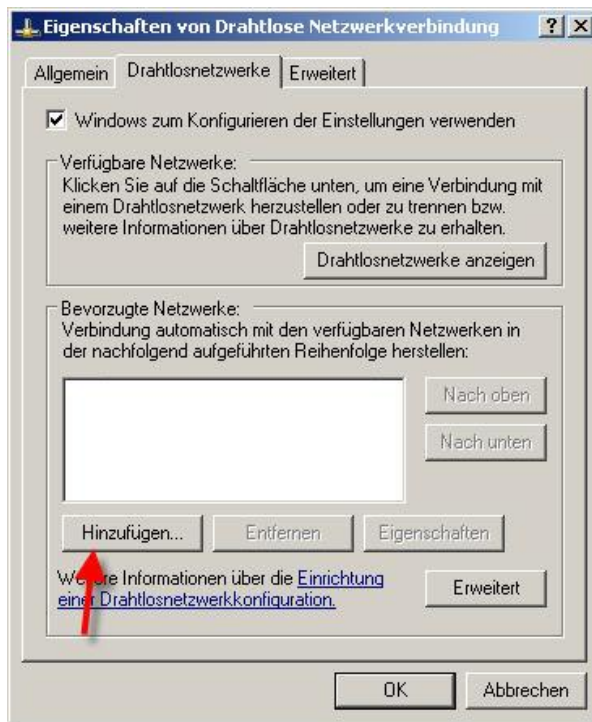 Eigenschaften von Drahtlose Netzwerkverbindung
Allgemein Drahtlosnetzwerke Erweitert
Windows zum Konfigurieren der Einstellungen verwenden
Verfügbare Netzwerke:
Klicken Sie auf die Schaltfläche unten, um eine Verbindung mit
einem Drahtlosnetzwerk herzustellen oder zu trennen bzw.
weitere Informationen über Drahtlosnetzwerke zu erhalten.
Drahtlosnetzwerke anzeigen
Bevorzugte Netzwerke:
Verbindung automatisch mit den verfügbaren Netzwerken in
der nachfolgend aufgeführten Reihenfolge herstellen:
Nach oben
Nach unten
Hinzufügen... Entfernen Eigenschaften
Weitere Informationen über die Einrichtung
einer Drahtlosnetzwerkkonfiguration.
Erweitert
OK Abbrechen